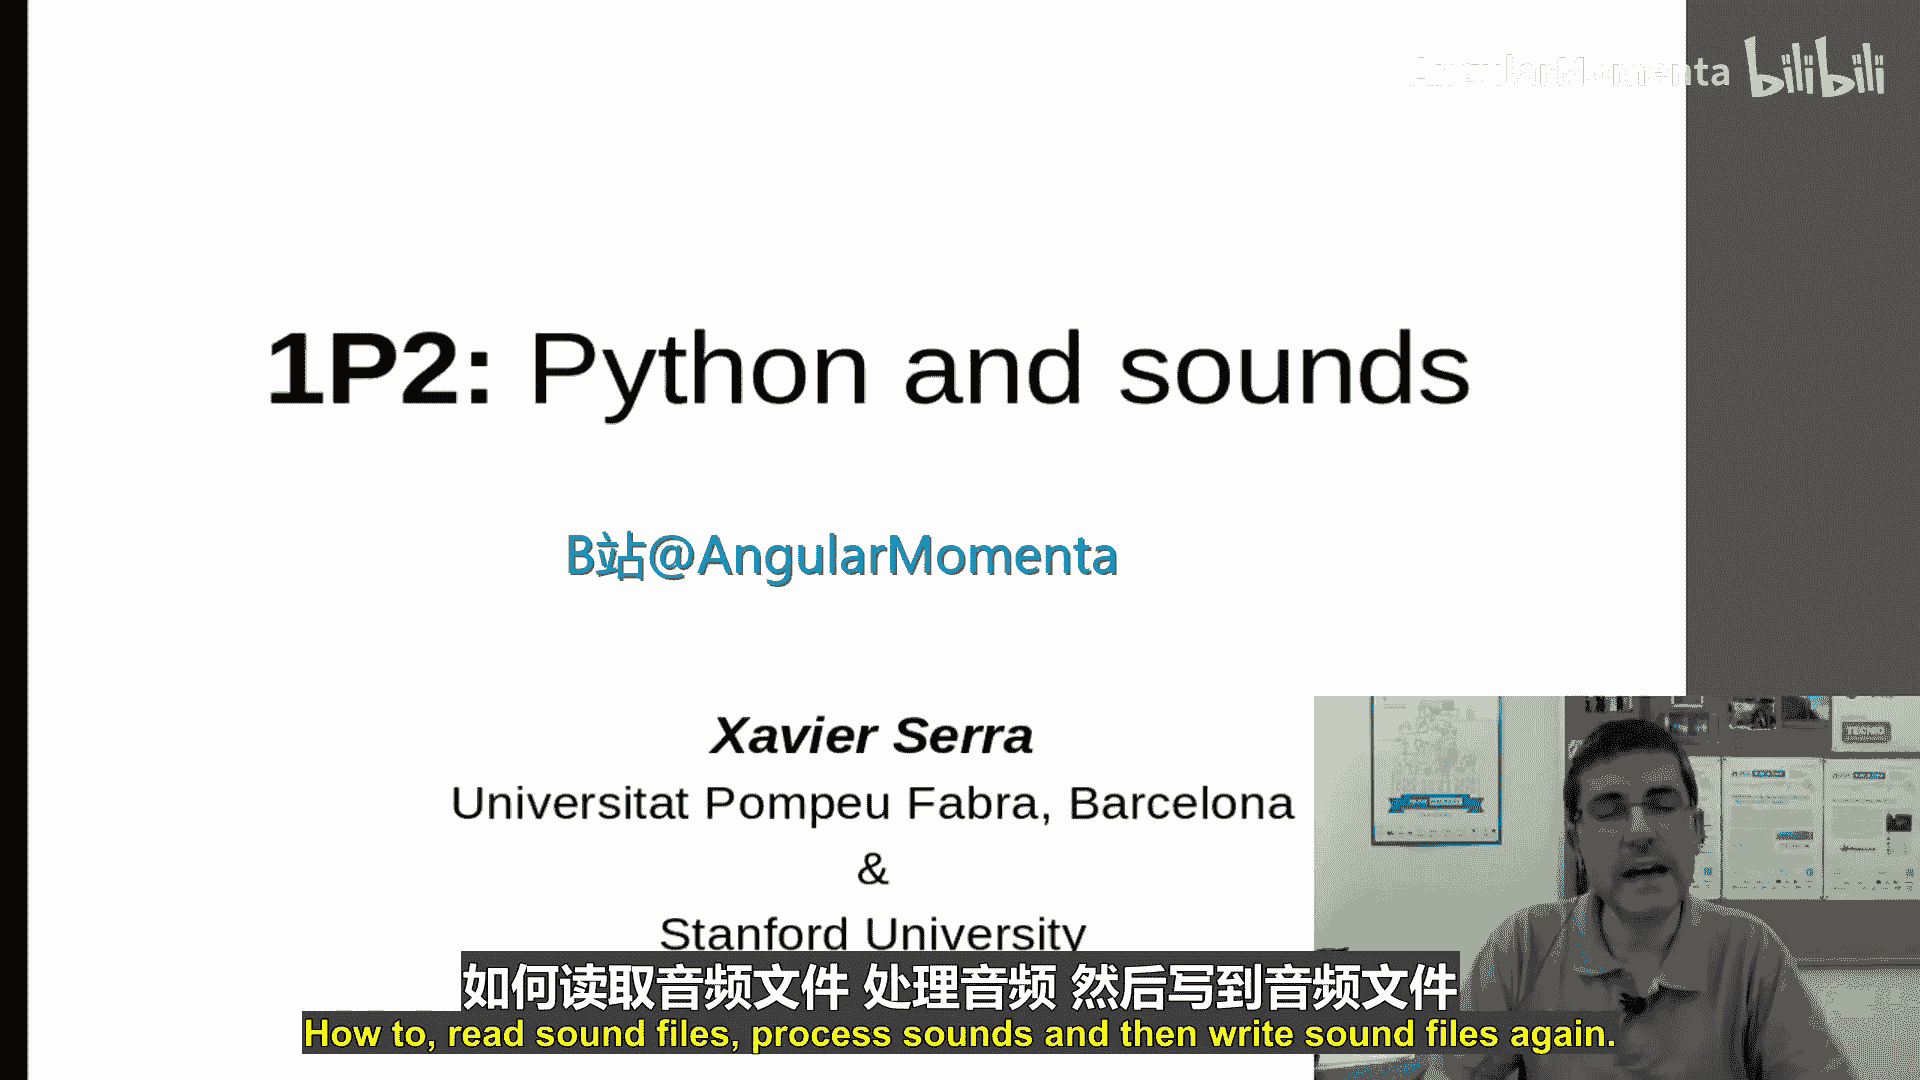 AngularMomenta bilibili
1P2: Python and sounds
B站@AngularMomenta
Xavier Serra
Universitat Pompeu Fabra, Barcelona
&
Stanford University
TECNIO
如何读取音频文件 处理音频 然后写到音频文件
How to, read sound files, process sounds and then write sound files again.